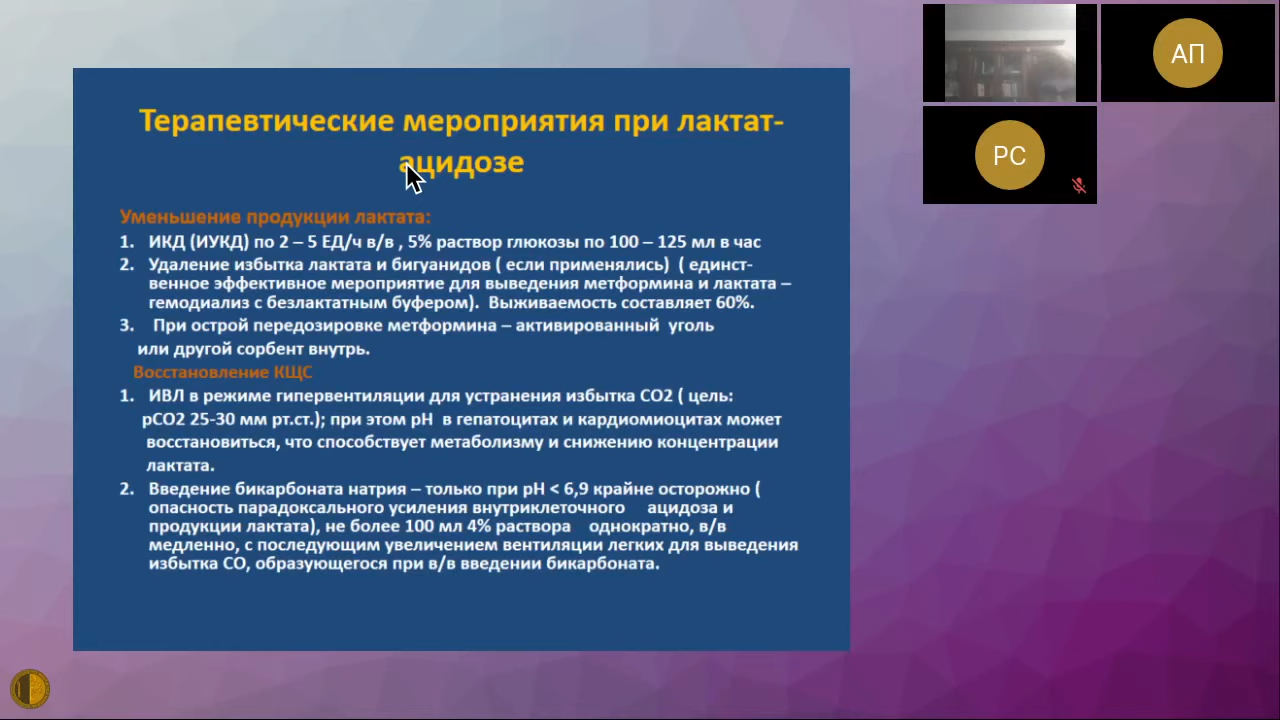 Терапевтические мероприятия при лактат-
ацидозе
Уменьшение продукции лактата:
1. ИКД (ИУКД) по 2 – 5 ЕД/ч в/в , 5% раствор глюкозы по 100 – 125 мл в час
2. Удаление избытка лактата и бигуанидов ( если применялись) ( единст-
венное эффективное мероприятие для выведения метформина и лактата –
гемодиализ с безлактатным буфером). Выживаемость составляет 60%.
3. При острой передозировке метформина – активированный уголь
или другой сорбент внутрь.
Восстановление КЩС
1. ИВЛ в режиме гипервентиляции для устранения избытка СО2 ( цель:
рСО2 25-30 мм рт.ст.); при этом рН в гепатоцитах и кардиомиоцитах может
восстановиться, что способствует метаболизму и снижению концентрации
лактата.
2. Введение бикарбоната натрия – только при рН < 6,9 крайне осторожно (
опасность парадоксального усиления внутриклеточного ацидоза и
продукции лактата), не более 100 мл 4% раствора однократно, в/в
медленно, с последующим увеличением вентиляции легких для выведения
избытка СО, образующегося при в/в введении бикарбоната.
АП
РС